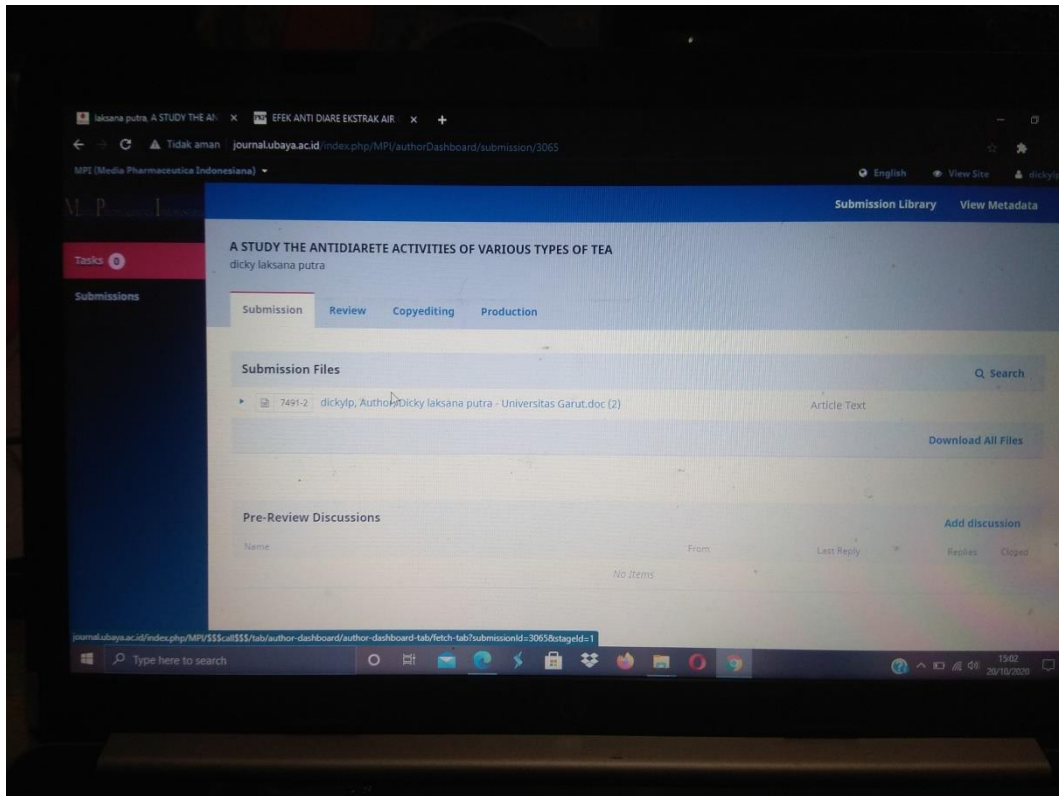 laksana putra, A STUDY THE AN
EFEK ANTI DIARE EKSTRAK AIR
Tidak aman journal.ubaya.ac.id/index.php/MPI/authorDashboard/submission/3065
MPI (Media Pharmaceutica Indonesiana)
English View Site dickylp
Submission Library View Metadata
A STUDY THE ANTIDIARETE ACTIVITIES OF VARIOUS TYPES OF TEA
dicky laksana putra
Tasks 0
Submissions
Submission Review Copyediting Production
Submission Files
Search
7491-2 dickylp, Author, Dicky laksana putra - Universitas Garut.doc (2) Article Text
Download All Files
Pre-Review Discussions
Add discussion
Name From Last Reply Replies Closed
No Items
journal.ubaya.ac.id/index.php/MPI/$$$call$$$/tab/author-dashboard/author-dashboard-tab/fetch-tab?submissionId=3065&stageId=1
Type here to search
15:02
20/10/2020